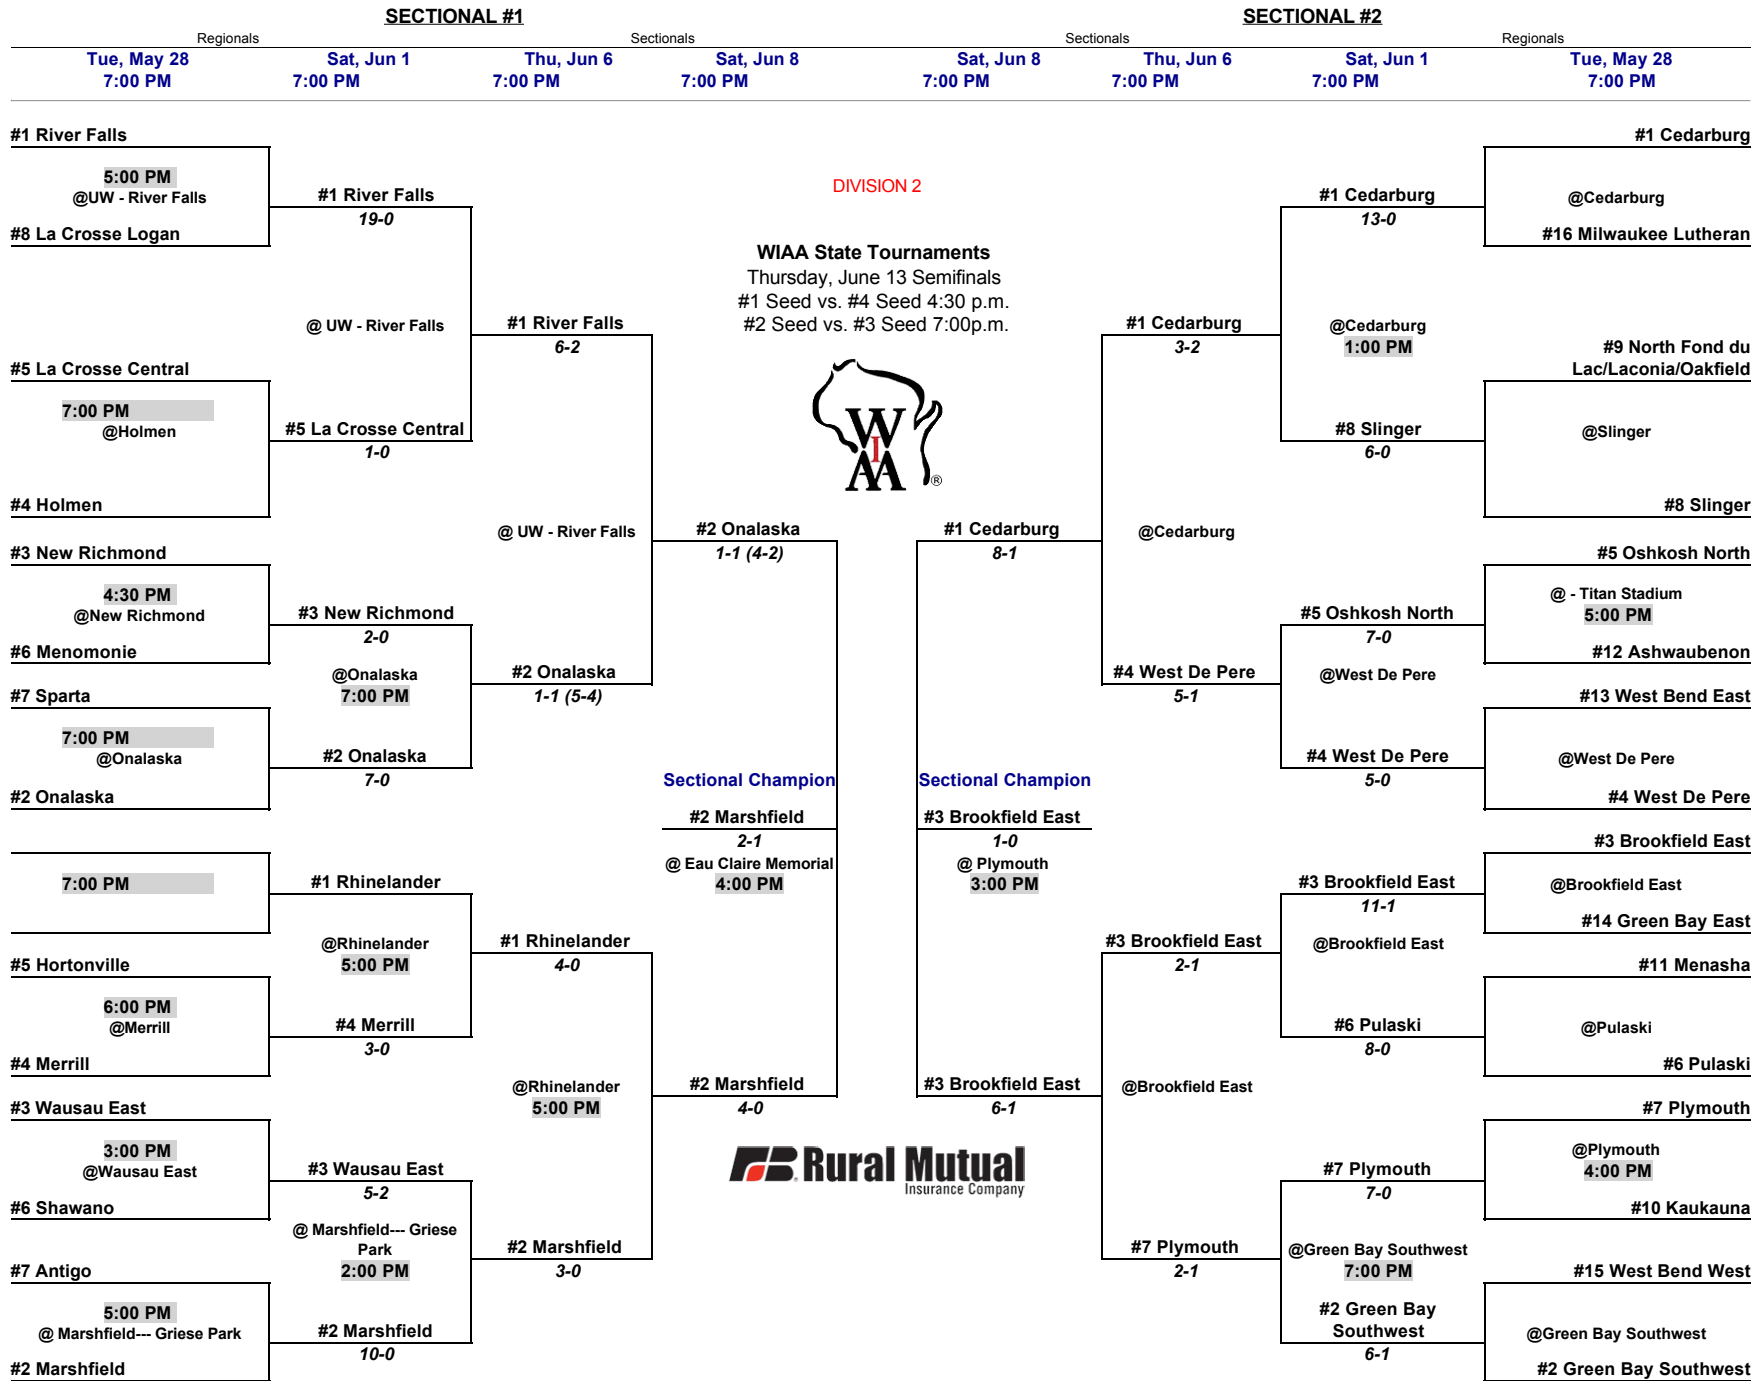 SECTIONAL #1
SECTIONAL #2
Regionals
Sectionals
Sectionals
Regionals
Tue, May 28
7:00 PM
Sat, Jun 1
7:00 PM
Thu, Jun 6
7:00 PM
Sat, Jun 8
7:00 PM
Sat, Jun 8
7:00 PM
Thu, Jun 6
7:00 PM
Sat, Jun 1
7:00 PM
Tue, May 28
7:00 PM
#1 River Falls
5:00 PM
@UW - River Falls
#8 La Crosse Logan
#5 La Crosse Central
7:00 PM
@Holmen
#4 Holmen
#3 New Richmond
4:30 PM
@New Richmond
#6 Menomonie
#7 Sparta
7:00 PM
@Onalaska
#2 Onalaska
7:00 PM
#5 Hortonville
6:00 PM
@Merrill
#4 Merrill
#3 Wausau East
3:00 PM
@Wausau East
#6 Shawano
#7 Antigo
5:00 PM
@ Marshfield--- Griese Park
#2 Marshfield
#1 River Falls
19-0
@ UW - River Falls
#5 La Crosse Central
1-0
#3 New Richmond
2-0
@Onalaska
7:00 PM
#2 Onalaska
7-0
#1 Rhinelander
@Rhinelander
5:00 PM
#4 Merrill
3-0
#3 Wausau East
5-2
@ Marshfield--- Griese
Park
2:00 PM
#2 Marshfield
10-0
#1 River Falls
6-2
@ UW - River Falls
#2 Onalaska
1-1 (5-4)
#1 Rhinelander
4-0
@Rhinelander
5:00 PM
#2 Marshfield
3-0
#2 Onalaska
1-1 (4-2)
Sectional Champion
#2 Marshfield
2-1
@ Eau Claire Memorial
4:00 PM
#2 Marshfield
4-0
DIVISION 2
WIAA State Tournaments
Thursday, June 13 Semifinals
#1 Seed vs. #4 Seed 4:30 p.m.
#2 Seed vs. #3 Seed 7:00p.m.
WIAA ®
#1 Cedarburg
8-1
Sectional Champion
#3 Brookfield East
1-0
@ Plymouth
3:00 PM
#3 Brookfield East
6-1
FB Rural Mutual
Insurance Company
#1 Cedarburg
3-2
@Cedarburg
#4 West De Pere
5-1
#3 Brookfield East
2-1
@Brookfield East
#7 Plymouth
2-1
#1 Cedarburg
13-0
@Cedarburg
1:00 PM
#8 Slinger
6-0
#5 Oshkosh North
7-0
@West De Pere
#4 West De Pere
5-0
#3 Brookfield East
11-1
@Brookfield East
#6 Pulaski
8-0
#7 Plymouth
7-0
@Green Bay Southwest
7:00 PM
#2 Green Bay
Southwest
6-1
#1 Cedarburg
@Cedarburg
#16 Milwaukee Lutheran
#9 North Fond du
Lac/Laconia/Oakfield
@Slinger
#8 Slinger
#5 Oshkosh North
@ - Titan Stadium
5:00 PM
#12 Ashwaubenon
#13 West Bend East
@West De Pere
#4 West De Pere
#3 Brookfield East
@Brookfield East
#14 Green Bay East
#11 Menasha
@Pulaski
#6 Pulaski
#7 Plymouth
@Plymouth
4:00 PM
#10 Kaukauna
#15 West Bend West
@Green Bay Southwest
#2 Green Bay Southwest